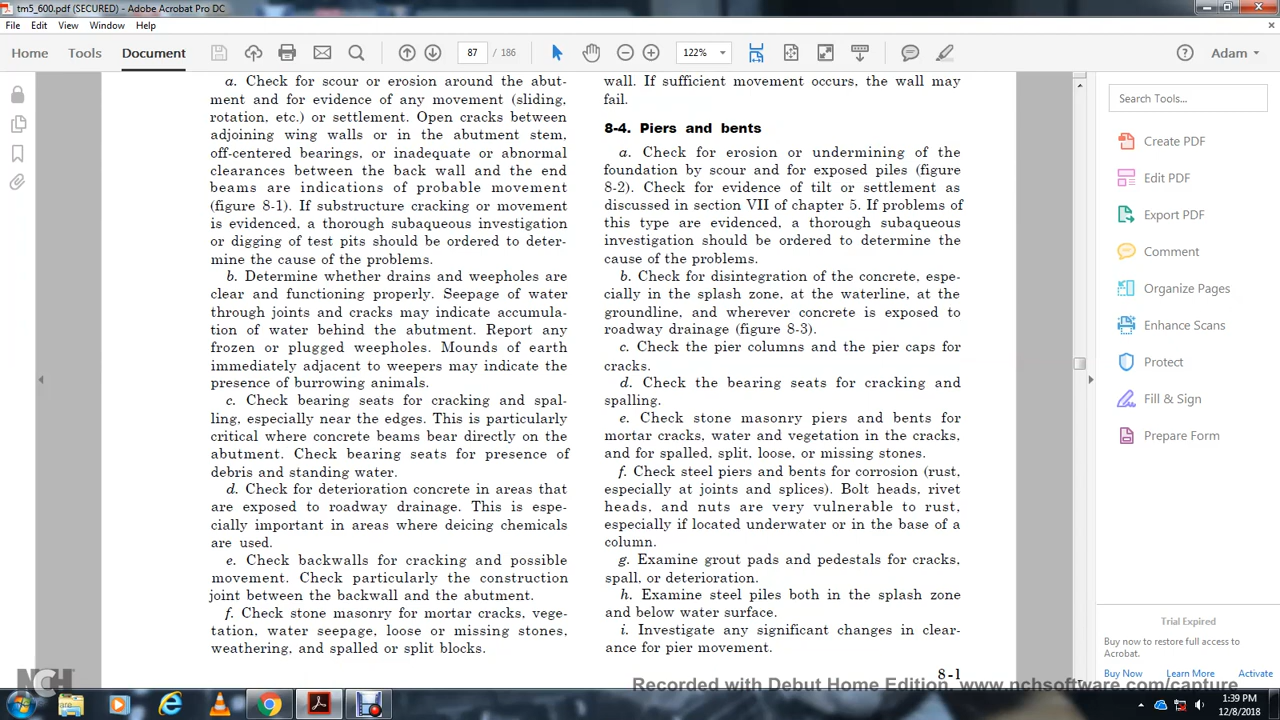 tm5_600.pdf (SECURED) - Adobe Acrobat Pro DC
File Edit View Window Help
Home Tools Document 87 / 186 122% Adam
a. Check for scour or erosion around the abut-
ment and for evidence of any movement (sliding,
rotation, etc.) or settlement. Open cracks between
adjoining wing walls or in the abutment stem,
off-centered bearings, or inadequate or abnormal
clearances between the back wall and the end
beams are indications of probable movement
(figure 8-1). If substructure cracking or movement
is evidenced, a thorough subaqueous investigation
or digging of test pits should be ordered to deter-
mine the cause of the problems.
b. Determine whether drains and weepholes are
clear and functioning properly. Seepage of water
through joints and cracks may indicate accumula-
tion of water behind the abutment. Report any
frozen or plugged weepholes. Mounds of earth
immediately adjacent to weepers may indicate the
presence of burrowing animals.
c. Check bearing seats for cracking and spal-
ling, especially near the edges. This is particularly
critical where concrete beams bear directly on the
abutment. Check bearing seats for presence of
debris and standing water.
d. Check for deterioration concrete in areas that
are exposed to roadway drainage. This is espe-
cially important in areas where deicing chemicals
are used.
e. Check backwalls for cracking and possible
movement. Check particularly the construction
joint between the backwall and the abutment.
f. Check stone masonry for mortar cracks, vege-
tation, water seepage, loose or missing stones,
weathering, and spalled or split blocks.
wall. If sufficient movement occurs, the wall may
fail.
8-4. Piers and bents
a. Check for erosion or undermining of the
foundation by scour and for exposed piles (figure
8-2). Check for evidence of tilt or settlement as
discussed in section VII of chapter 5. If problems of
this type are evidenced, a thorough subaqueous
investigation should be ordered to determine the
cause of the problems.
b. Check for disintegration of the concrete, espe-
cially in the splash zone, at the waterline, at the
groundline, and wherever concrete is exposed to
roadway drainage (figure 8-3).
c. Check the pier columns and the pier caps for
cracks.
d. Check the bearing seats for cracking and
spalling.
e. Check stone masonry piers and bents for
mortar cracks, water and vegetation in the cracks,
and for spalled, split, loose, or missing stones.
f. Check steel piers and bents for corrosion (rust,
especially at joints and splices). Bolt heads, rivet
heads, and nuts are very vulnerable to rust,
especially if located underwater or in the base of a
column.
g. Examine grout pads and pedestals for cracks,
spall, or deterioration.
h. Examine steel piles both in the splash zone
and below water surface.
i. Investigate any significant changes in clear-
ance for pier movement.
8-1
Search Tools...
Create PDF
Edit PDF
Export PDF
Comment
Organize Pages
Enhance Scans
Protect
Fill & Sign
Prepare Form
Trial Expired
Buy now to restore full access to
Acrobat.
Buy Now Learn More Activate
NCH
Recorded with Debut Home Edition. www.nchsoftware.com/capture
1:39 PM
12/8/2018